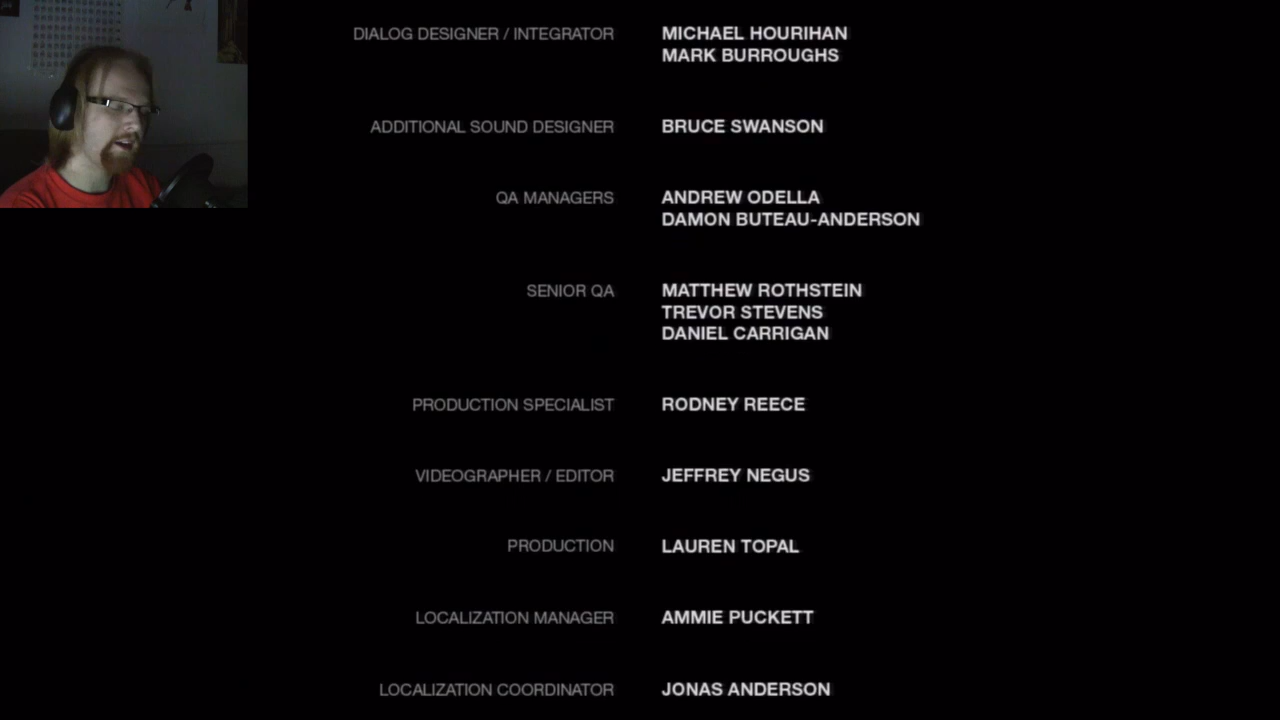 DIALOG DESIGNER / INTEGRATOR MICHAEL HOURIHAN
MARK BURROUGHS
ADDITIONAL SOUND DESIGNER BRUCE SWANSON
QA MANAGERS ANDREW ODELLA
DAMON BUTEAU-ANDERSON
SENIOR QA MATTHEW ROTHSTEIN
TREVOR STEVENS
DANIEL CARRIGAN
PRODUCTION SPECIALIST RODNEY REECE
VIDEOGRAPHER / EDITOR JEFFREY NEGUS
PRODUCTION LAUREN TOPAL
LOCALIZATION MANAGER AMMIE PUCKETT
LOCALIZATION COORDINATOR JONAS ANDERSON